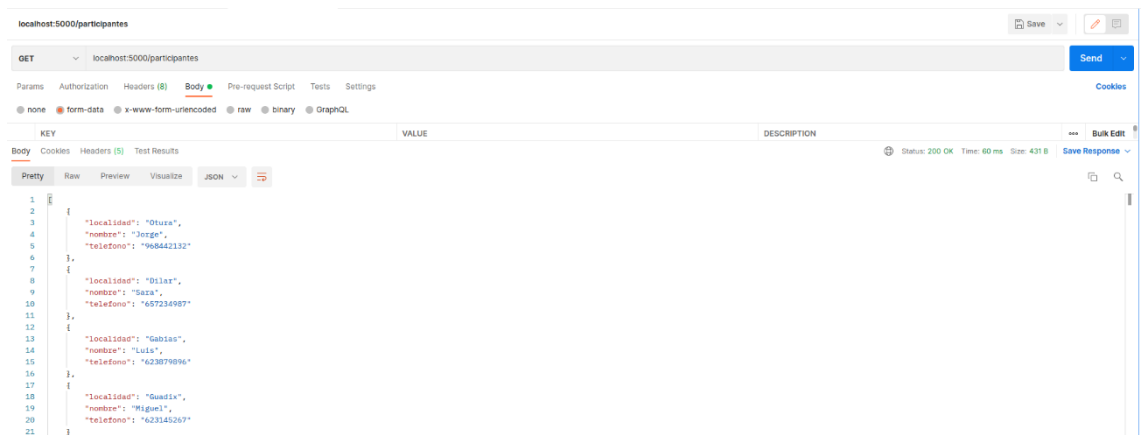 localhost:5000/participantes
Save
GET localhost:5000/participantes Send
Params Authorization Headers (8) Body Pre-request Script Tests Settings Cookies
none form-data x-www-form-urlencoded raw binary GraphQL
KEY VALUE DESCRIPTION Bulk Edit
Body Cookies Headers (5) Test Results Status: 200 OK Time: 60 ms Size: 431 B Save Response
Pretty Raw Preview Visualize JSON
1 [
2 {
3 "localidad": "Otura",
4 "nombre": "Jorge",
5 "telefono": "968442132"
6 },
7 {
8 "localidad": "Dilar",
9 "nombre": "Sara",
10 "telefono": "657234987"
11 },
12 {
13 "localidad": "Gabias",
14 "nombre": "Luis",
15 "telefono": "623879896"
16 },
17 {
18 "localidad": "Guadix",
19 "nombre": "Miguel",
20 "telefono": "623145267"
21 }